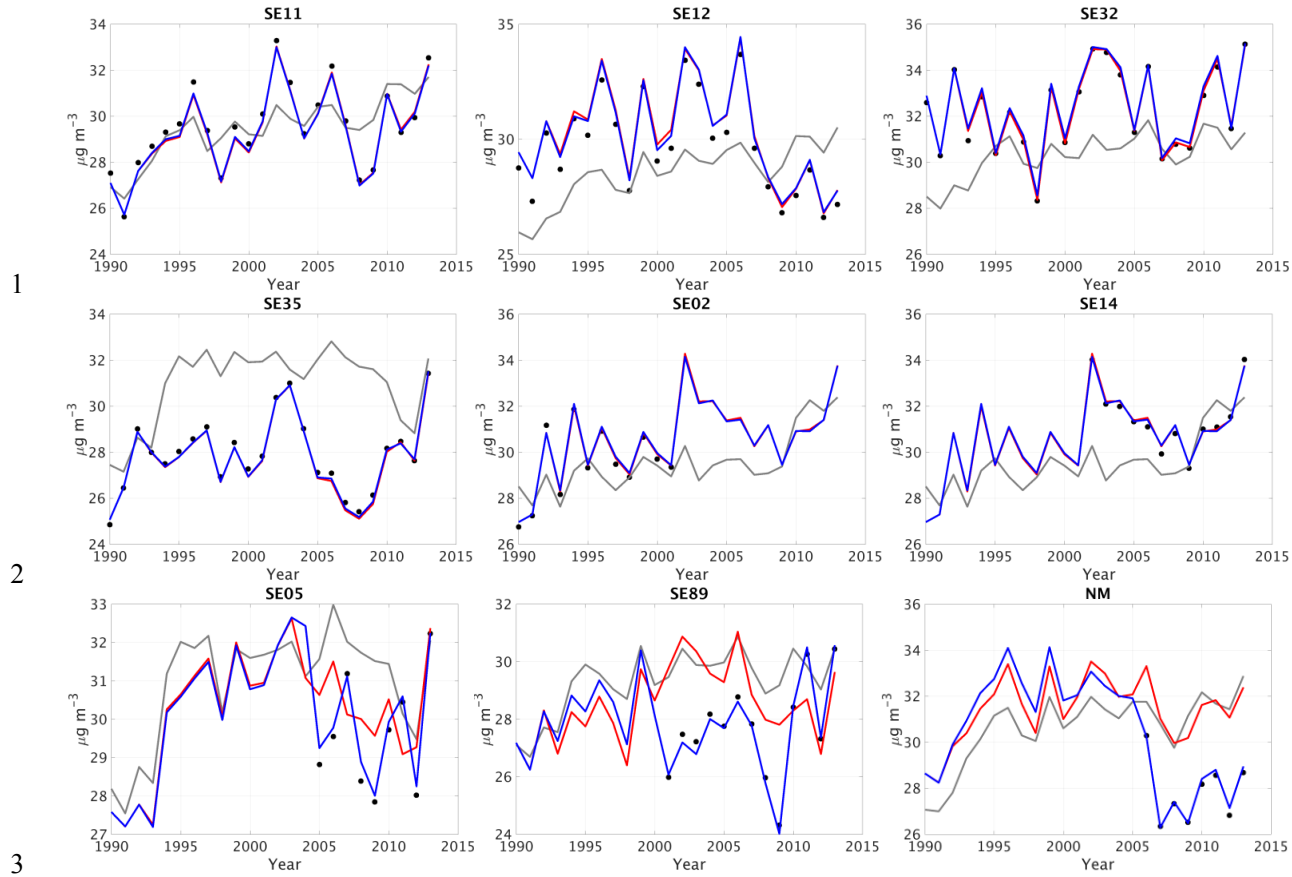 SE11 SE12 SE32
34 34 36
32 34
30 μg m⁻³ 30 μg m⁻³ 32 μg m⁻³
28 30
26 28
24 25 26
1990 1995 2000 2005 2010 2015 1990 1995 2000 2005 2010 2015 1990 1995 2000 2005 2010 2015
1 Year Year Year
SE35 SE02 SE14
34 36 36
32 34 34
30 μg m⁻³ 32 μg m⁻³ 32 μg m⁻³
28 30 30
26 28 28
24 26 26
1990 1995 2000 2005 2010 2015 1990 1995 2000 2005 2010 2015 1990 1995 2000 2005 2010 2015
2 Year Year Year
SE05 SE89 NM
33 36
32 30 34
31 μg m⁻³ 28 μg m⁻³ 32 μg m⁻³
30 30
29 26
28 28
27 24 26
1990 1995 2000 2005 2010 2015 1990 1995 2000 2005 2010 2015 1990 1995 2000 2005 2010 2015
3 Year Year Year